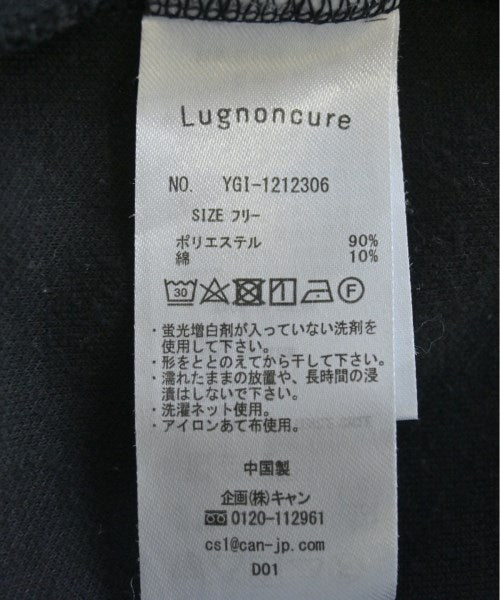 Lugnoncure
NO. YGI-1212306
SIZE フリー
ポリエステル 90%
綿 10%
30 F
・蛍光増白剤が入っていない洗剤を
使用して下さい。
・形をととのえてから干して下さい。
・濡れたままの放置や、長時間の浸
漬はしないで下さい。
・洗濯ネット使用。
・アイロンあて布使用。
中国製
企画(株)キャン
0120-112961
cs1@can-jp.com
D01